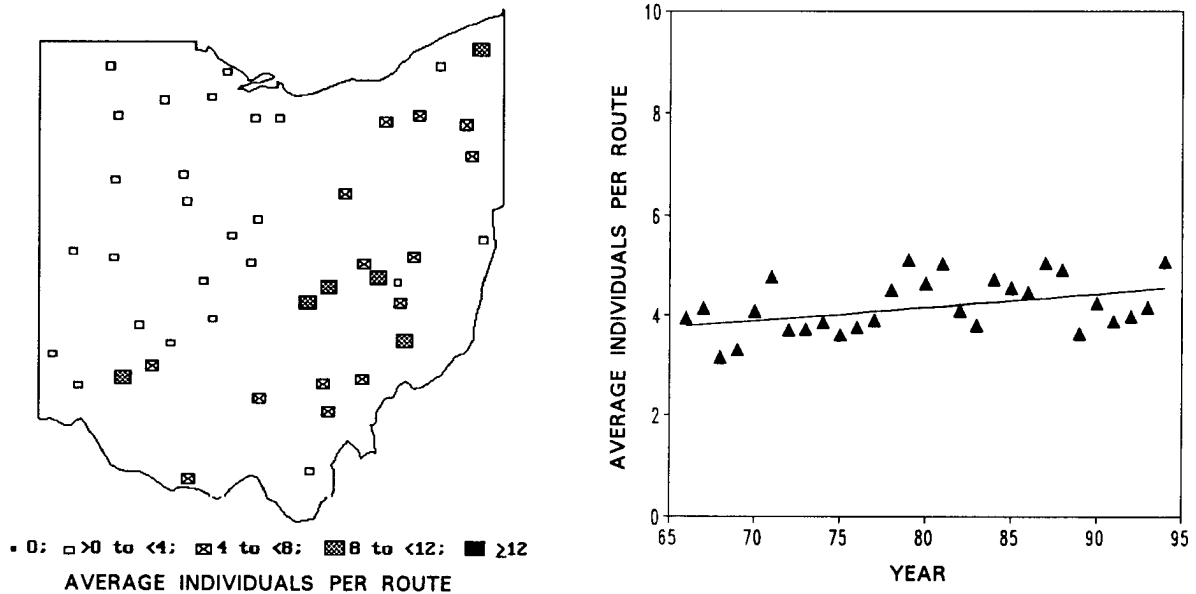 • 0; □ >0 to <4; ☒ 4 to <8; ▩ 8 to <12; ■ ≥12
AVERAGE INDIVIDUALS PER ROUTE
AVERAGE INDIVIDUALS PER ROUTE
10
8
6
4
2
0
65 70 75 80 85 90 95
YEAR